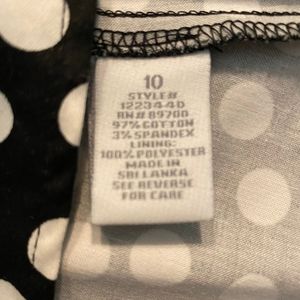 10
STYLE#
12234-4D
RN# 89700
97% COTTON
3% SPANDEX
LINING:
100% POLYESTER
MADE IN
SRI LANKA
SEE REVERSE
FOR CARE